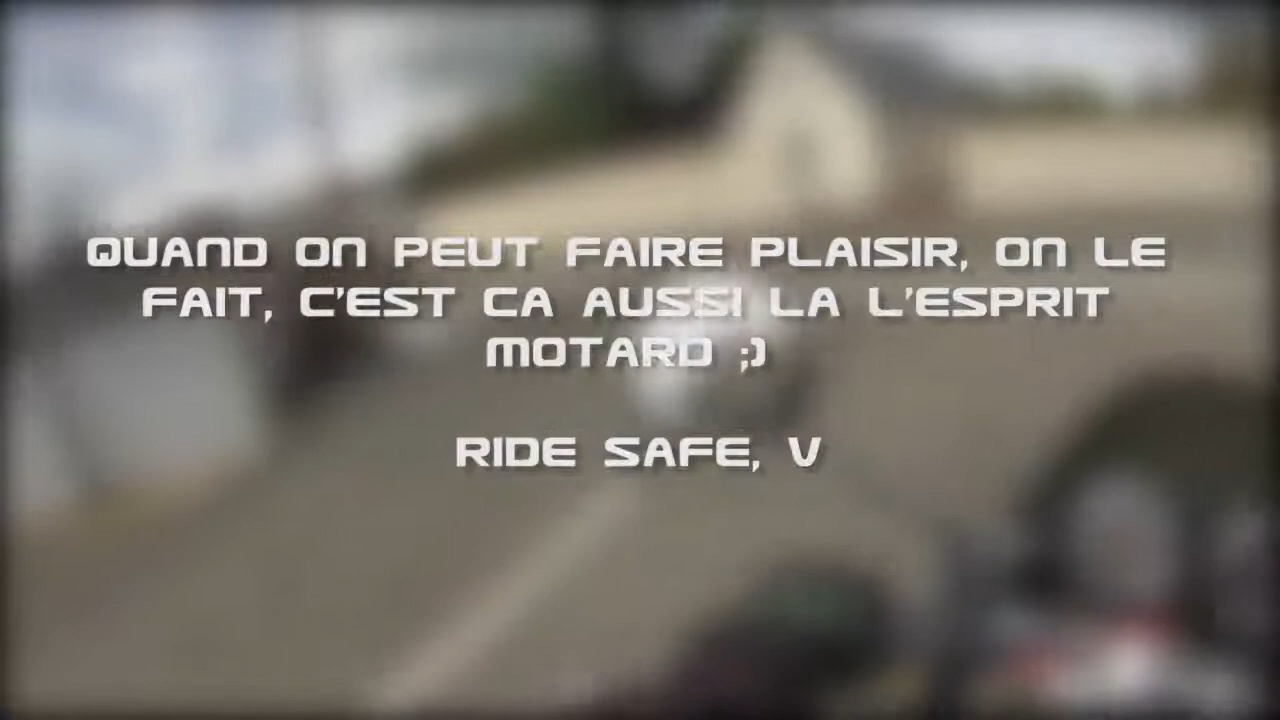 QUAND ON PEUT FAIRE PLAISIR, ON LE
FAIT, C'EST CA AUSSI LA L'ESPRIT
MOTARD ;)
RIDE SAFE, V